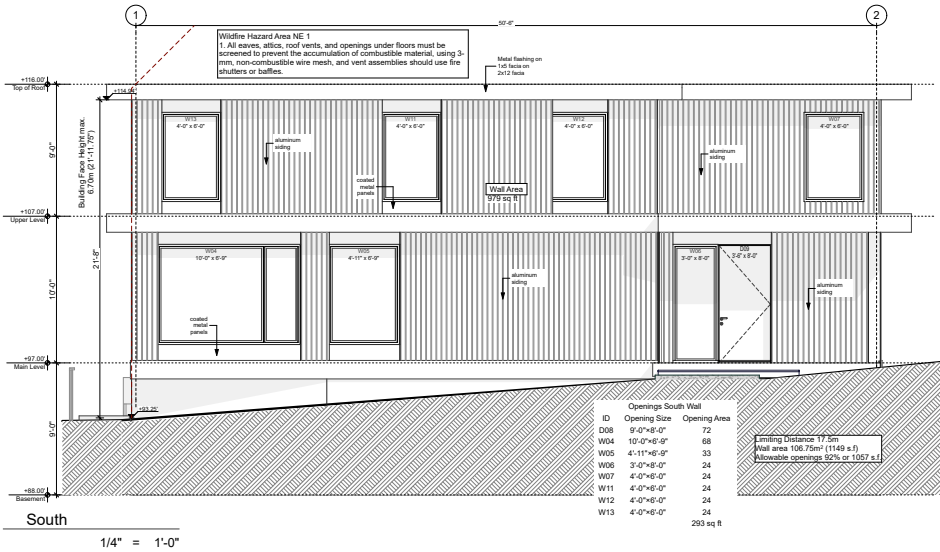 1
50'-6"
2
Wildfire Hazard Area NE 1
1. All eaves, attics, roof vents, and openings under floors must be
screened to prevent the accumulation of combustible material, using 3-
mm, non-combustible wire mesh, and vent assemblies should use fire
shutters or baffles.
Metal flashing on
1x5 facia on
2x12 facia
+116.00'
Top of Roof
+114.94'
W13
4'-0" x 6'-0"
W11
4'-0" x 6'-0"
W12
4'-0" x 6'-0"
W07
4'-0" x 6'-0"
aluminum
siding
aluminum
siding
Building Face Height max.
6.70m (21'-11.75")
9'-0"
coated
metal
panels
Wall Area
979 sq ft
+107.00'
Upper Level
21'-8"
W04
10'-0" x 6'-9"
W05
4'-11" x 6'-9"
W06
3'-0" x 8'-0"
D09
3'-6" x 8'-0"
aluminum
siding
aluminum
siding
10'-0"
coated
metal
panels
+97.00'
Main Level
+93.25'
9'-0"
Openings South Wall
ID Opening Size Opening Area
D08 9'-0"×8'-0" 72
W04 10'-0"×6'-9" 68
W05 4'-11"×6'-9" 33
W06 3'-0"×8'-0" 24
W07 4'-0"×6'-0" 24
W11 4'-0"×6'-0" 24
W12 4'-0"×6'-0" 24
W13 4'-0"×6'-0" 24
293 sq ft
Limiting Distance 17.5m
Wall area 106.75m² (1149 s.f)
Allowable openings 92% or 1057 s.f.
+88.00'
Basement
South
1/4" = 1'-0"